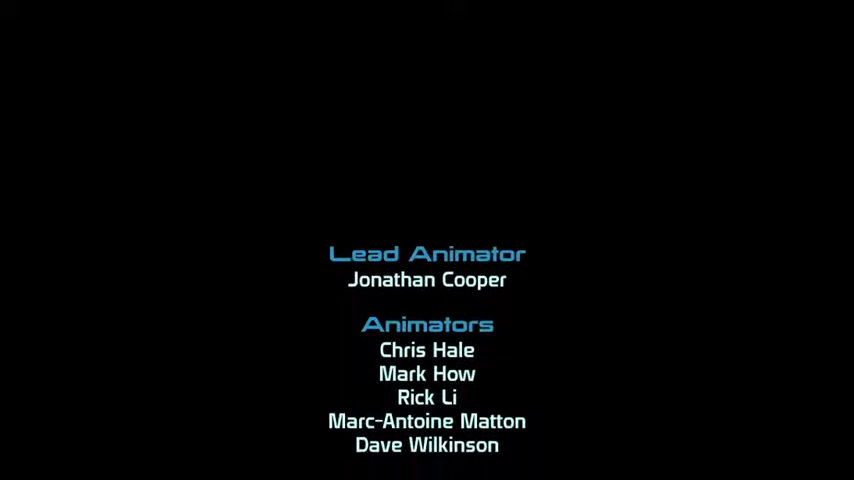 Lead Animator
Jonathan Cooper
Animators
Chris Hale
Mark How
Rick Li
Marc-Antoine Matton
Dave Wilkinson